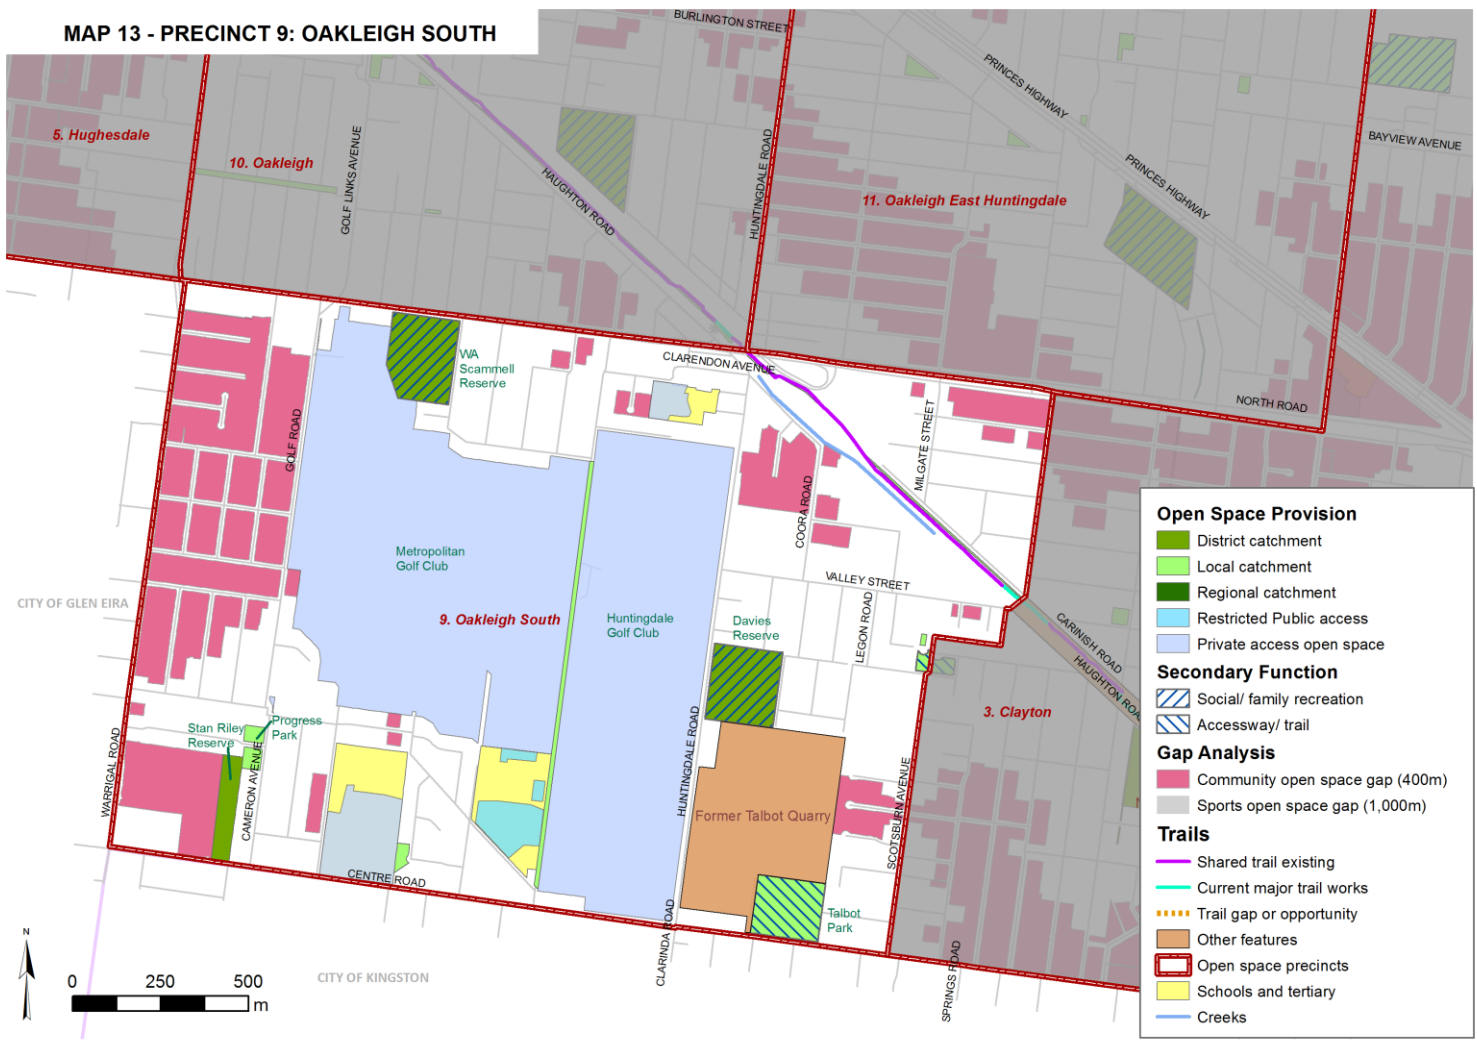 MAP 13 - PRECINCT 9: OAKLEIGH SOUTH
BURLINGTON STREET
PRINCES HIGHWAY
5. Hughesdale
10. Oakleigh
GOLF LINKS AVENUE
HAUGHTON ROAD
HUNTINGDALE ROAD
11. Oakleigh East Huntingdale
PRINCES HIGHWAY
BAYVIEW AVENUE
WA
Scammell
Reserve
CLARENDON AVENUE
NORTH ROAD
GOLF ROAD
MILGATE STREET
COORA ROAD
Metropolitan
Golf Club
VALLEY STREET
CITY OF GLEN EIRA
9. Oakleigh South
Huntingdale
Golf Club
Davies
Reserve
LEGON ROAD
CARINISH ROAD
HAUGHTON ROA
3. Clayton
Stan Riley
Reserve
Progress
Park
WARRIGAL ROAD
CAMERON AVENUE
HUNTINGDALE ROAD
Former Talbot Quarry
SCOTSBURN AVENUE
CENTRE ROAD
Talbot
Park
CLARINDA ROAD
SPRINGS ROAD
CITY OF KINGSTON
N
0 250 500
m
Open Space Provision
District catchment
Local catchment
Regional catchment
Restricted Public access
Private access open space
Secondary Function
Social/ family recreation
Accessway/ trail
Gap Analysis
Community open space gap (400m)
Sports open space gap (1,000m)
Trails
Shared trail existing
Current major trail works
Trail gap or opportunity
Other features
Open space precincts
Schools and tertiary
Creeks